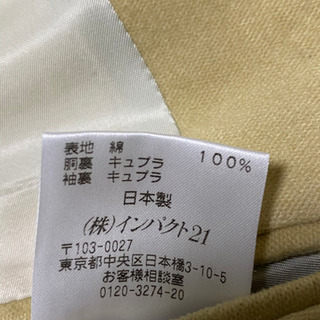 表地 綿
胴裏 キュプラ 100%
袖裏 キュプラ
日本製
(株)インパクト21
〒103-0027
東京都中央区日本橋3-10-5
お客様相談室
0120-3274-20